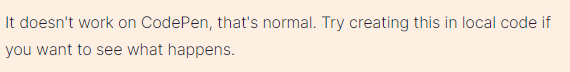 It doesn't work on CodePen, that's normal. Try creating this in local code if
you want to see what happens.